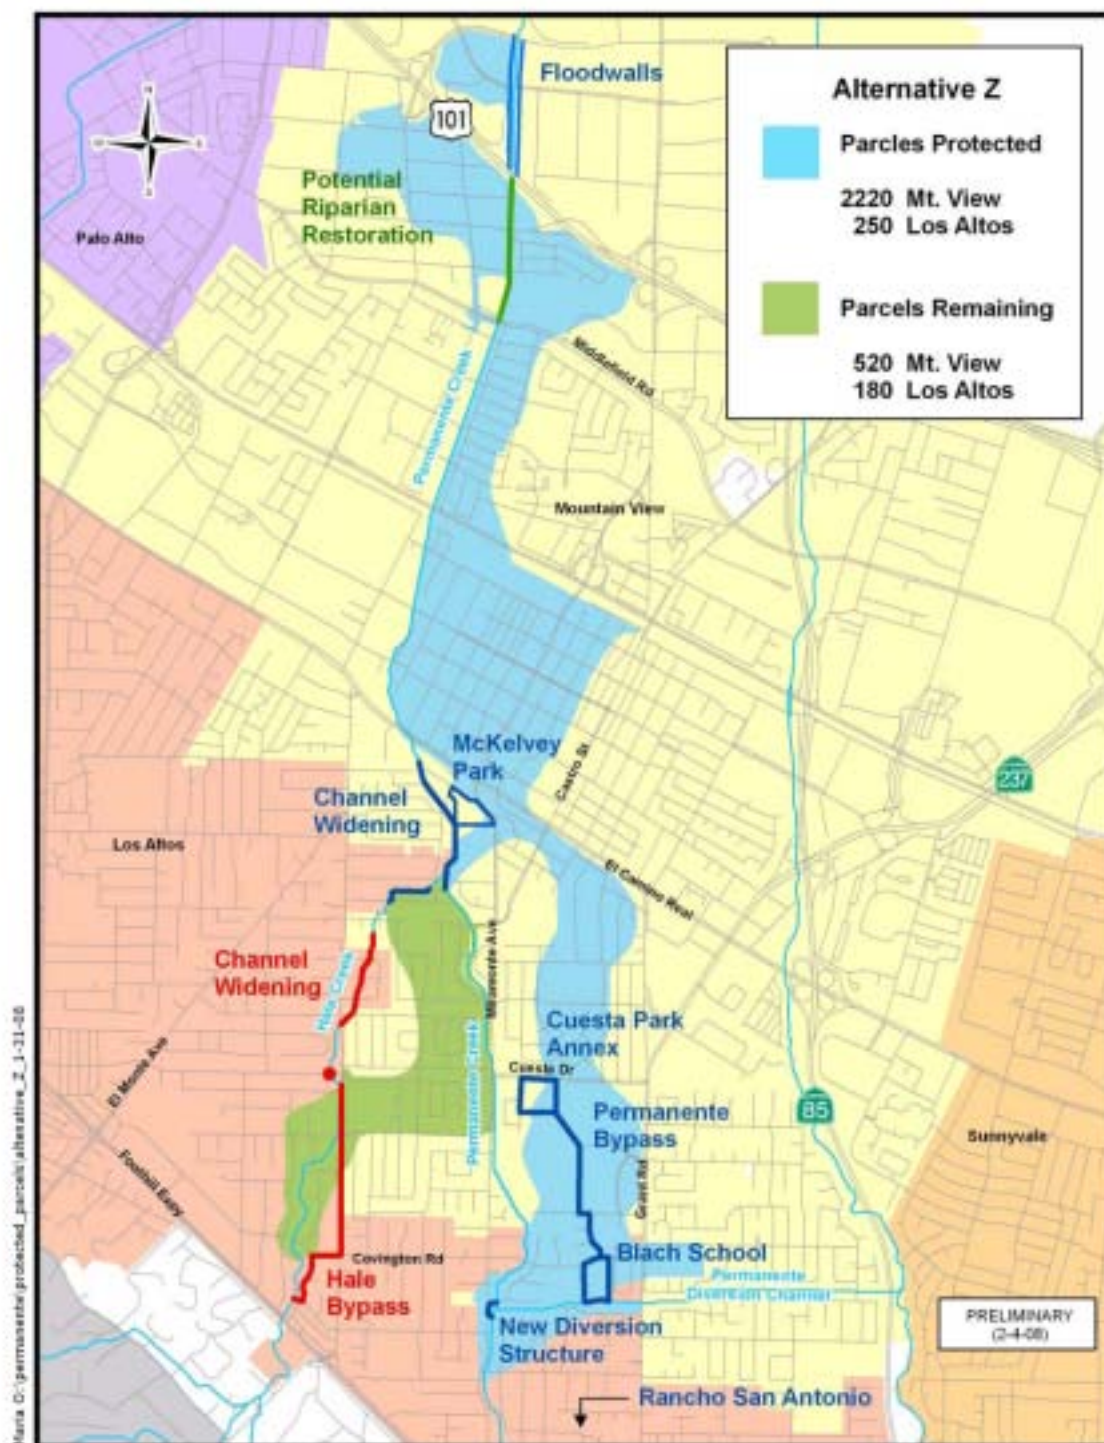 Floodwalls
101
Alternative Z
Parcles Protected
2220 Mt. View
250 Los Altos
Parcels Remaining
520 Mt. View
180 Los Altos
N
Potential
Riparian
Restoration
Palo Alto
Middlefield Rd
Permanente Creek
Mountain View
McKelvey
Park
Castro St
237
Channel
Widening
Los Altos
El Camino Real
Miramonte Ave
Channel
Widening
Hale Creek
Cuesta Park
Annex
Cuesta Dr
Permanente Creek
El Monte Ave
Permanente
Bypass
85
Sunnyvale
Foothill Expy
Grant Rd
Covington Rd
Blach School
Permanente
Diversion Channel
Hale
Bypass
New Diversion
Structure
PRELIMINARY
(2-4-08)
Rancho San Antonio